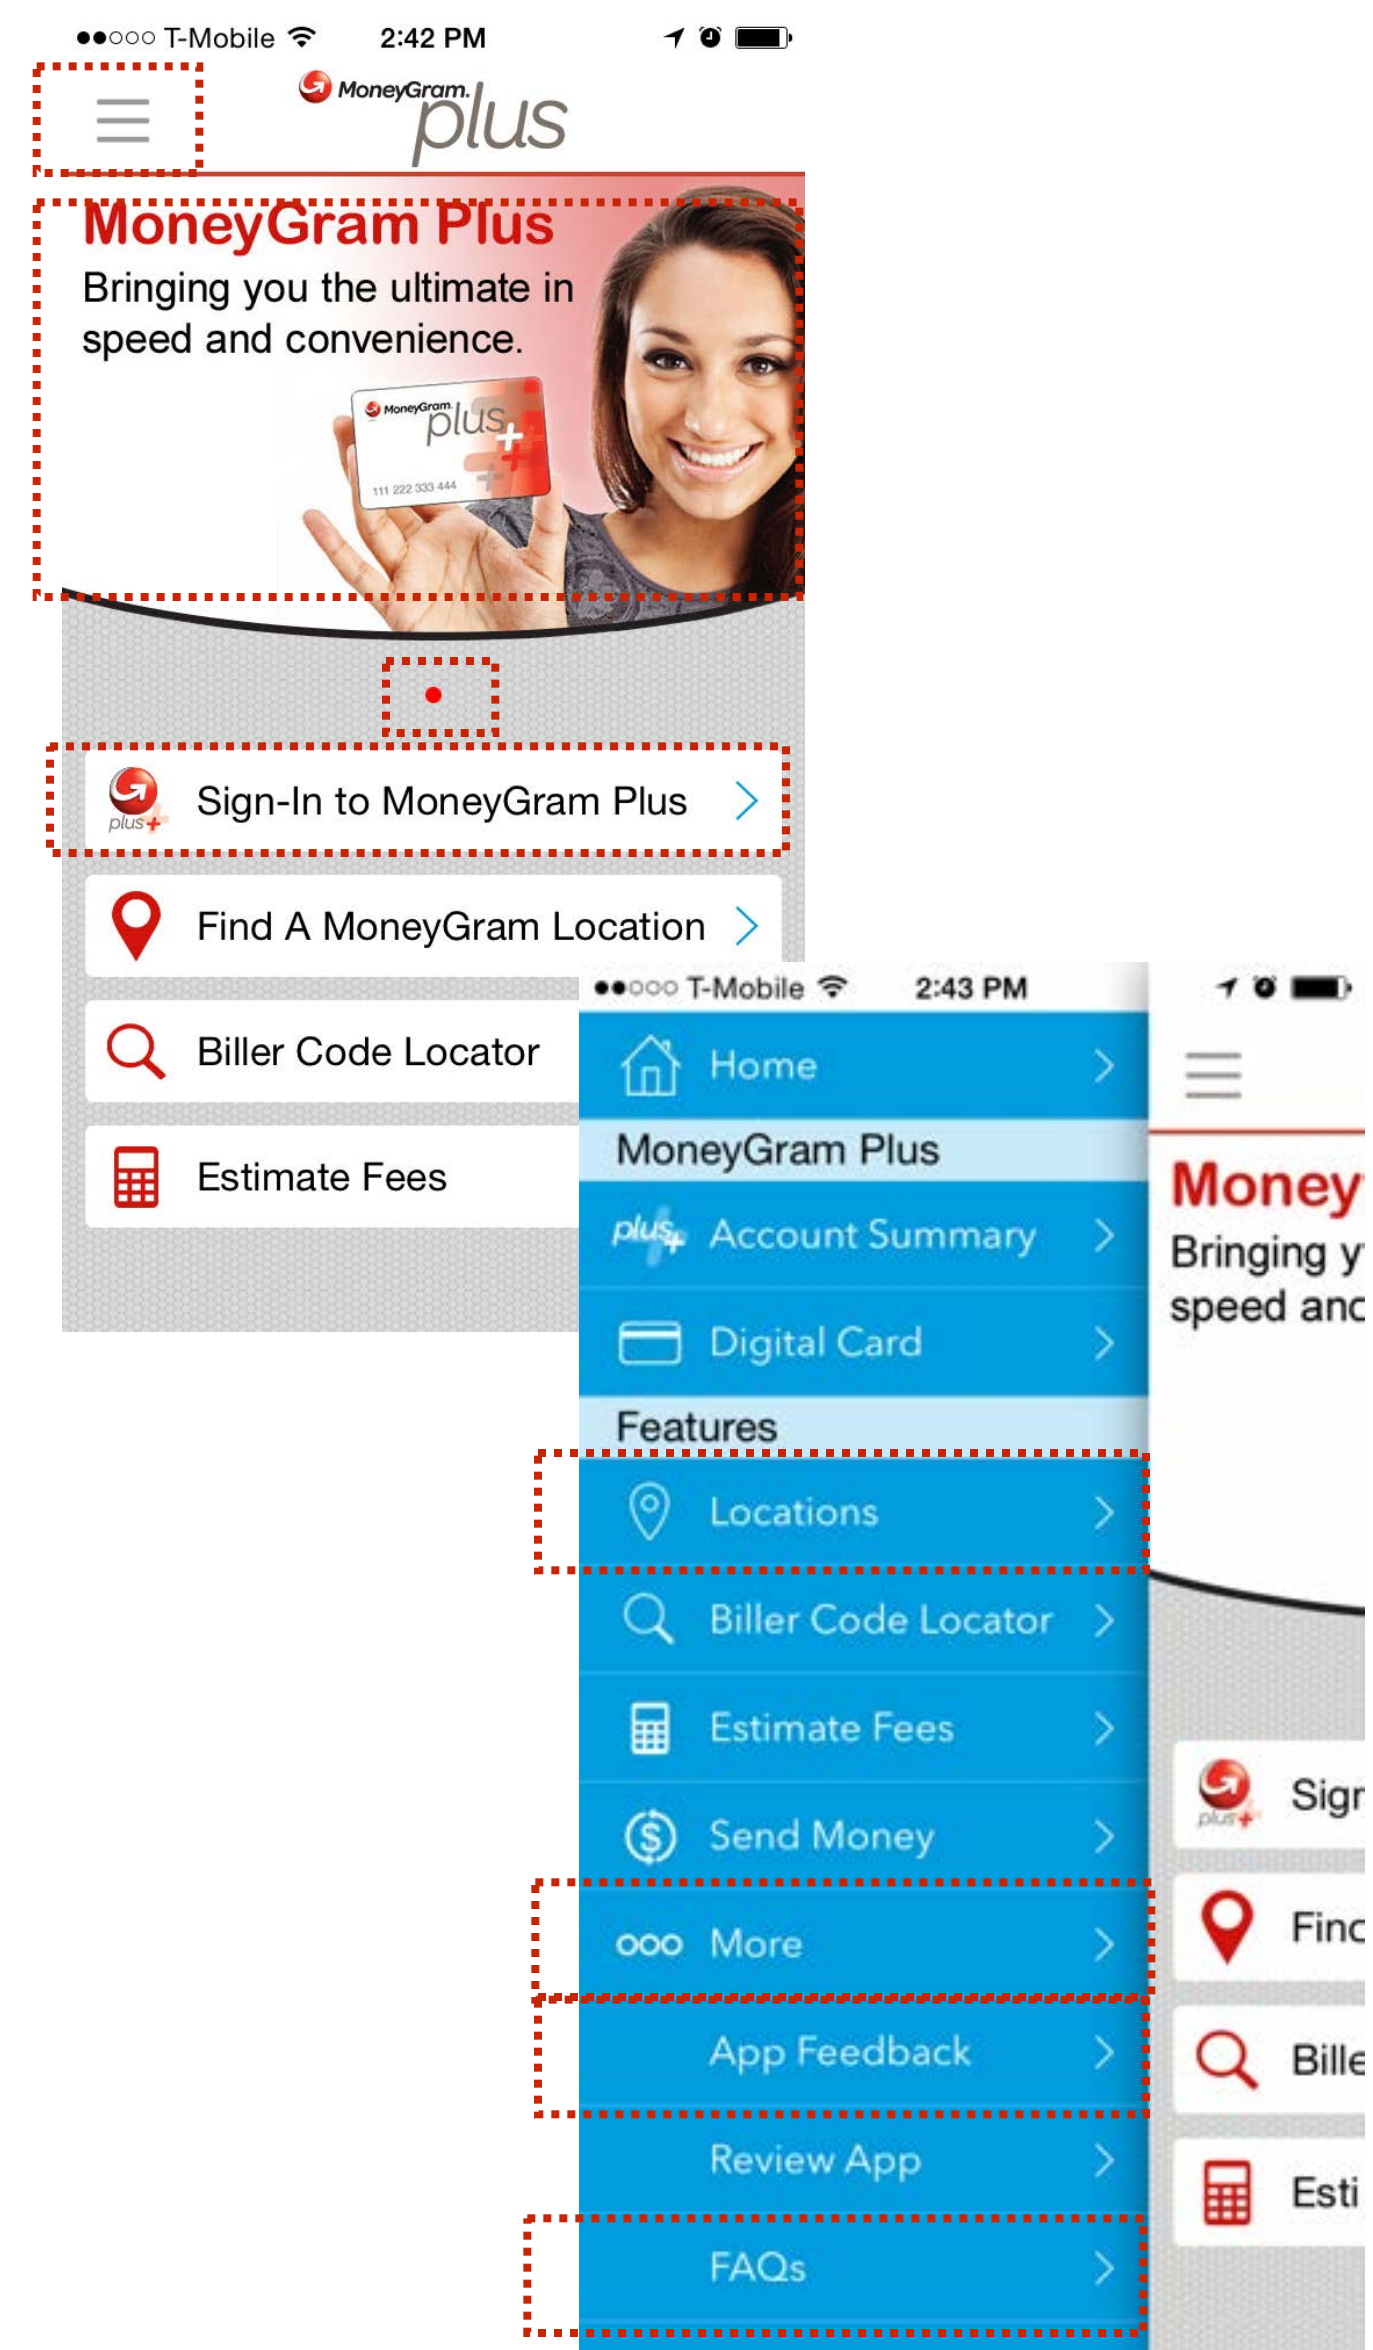 T-Mobile 2:42 PM
MoneyGram.
plus
MoneyGram Plus
Bringing you the ultimate in
speed and convenience.
MoneyGram.
plus
111 222 333 444
plus+ Sign-In to MoneyGram Plus
Find A MoneyGram Location
Biller Code Locator
Estimate Fees
T-Mobile 2:43 PM
Home
MoneyGram Plus
plus+ Account Summary
Digital Card
Features
Locations
Biller Code Locator
Estimate Fees
Send Money
More
App Feedback
Review App
FAQs
Money
Bringing y
speed and
plus+ Sign
Find
Bille
Esti